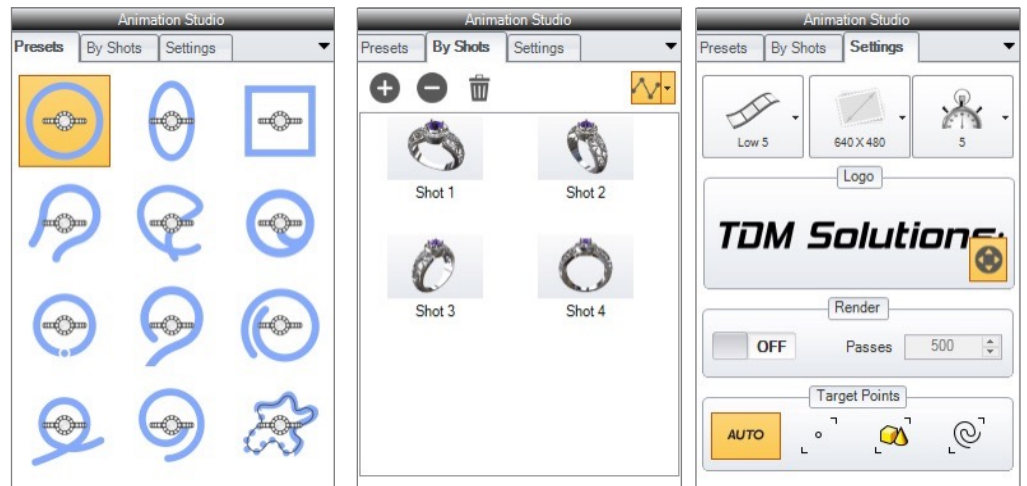 Animation Studio
Presets By Shots Settings
Animation Studio
Presets By Shots Settings
Shot 1 Shot 2
Shot 3 Shot 4
Animation Studio
Presets By Shots Settings
Low 5 640 X 480 5
Logo
TDM Solutions
Render
OFF Passes 500
Target Points
AUTO